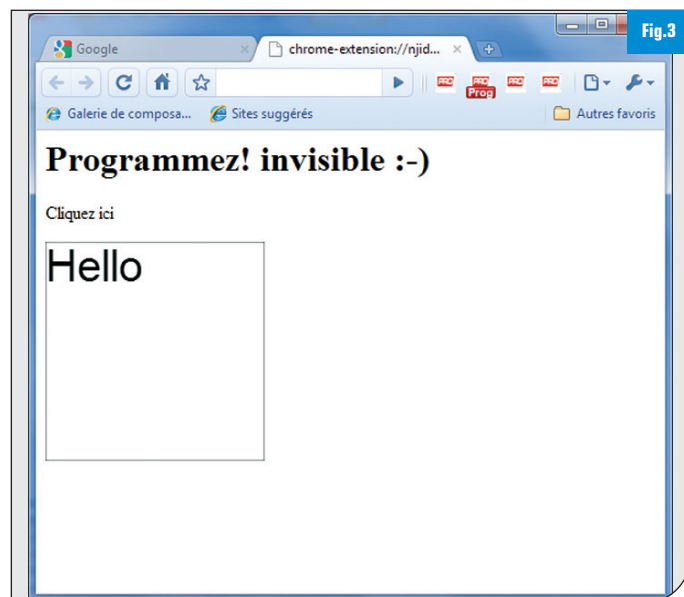 Fig.3
Google
chrome-extension://njid...
PRO PRO PRO PRO
Prog
Galerie de composa... Sites suggérés Autres favoris
Programmez! invisible :-)
Cliquez ici
Hello